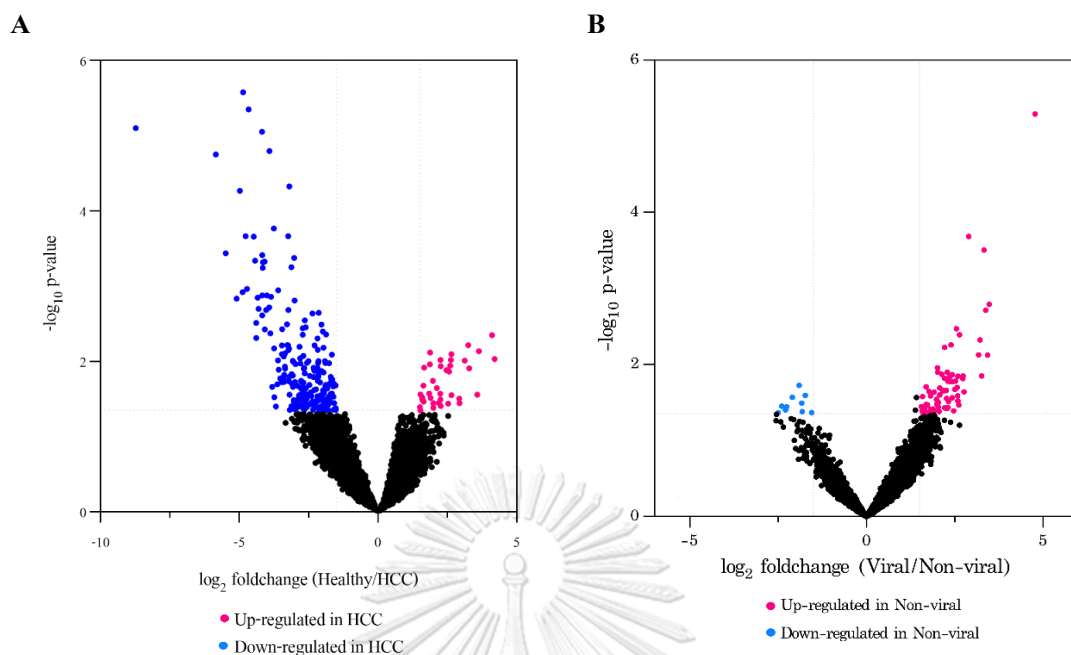 A
B
6
4
2
0
-log₁₀ p-value
-10
-5
0
5
log₂ foldchange (Healthy/HCC)
Up-regulated in HCC
Down-regulated in HCC
6
4
2
0
-log₁₀ p-value
-5
0
5
log₂ foldchange (Viral/Non-viral)
Up-regulated in Non-viral
Down-regulated in Non-viral